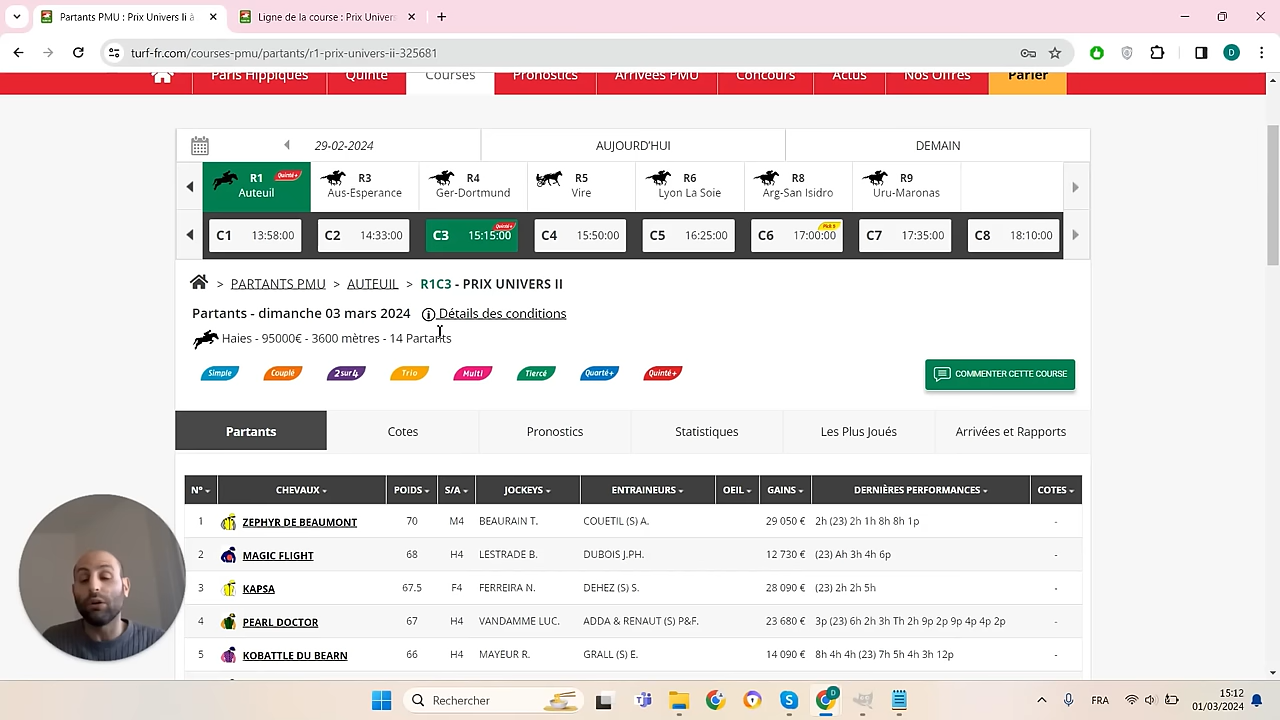 Partants PMU : Prix Univers Ii à
Ligne de la course : Prix Univer
turf-fr.com/courses-pmu/partants/r1-prix-univers-ii-325681
D
Paris Hippiques Quinté Courses Pronostics Arrivées PMU Concours Actus Nos Offres Parier
29-02-2024 AUJOURD'HUI DEMAIN
R1 Quinté+ R3 R4 R5 R6 R8 R9
Auteuil Aus-Esperance Ger-Dortmund Vire Lyon La Soie Arg-San Isidro Uru-Maronas
C1 13:58:00 C2 14:33:00 C3 15:15:00 Quinté+ C4 15:50:00 C5 16:25:00 C6 17:00:00 C7 17:35:00 C8 18:10:00
> PARTANTS PMU > AUTEUIL > R1C3 - PRIX UNIVERS II
Partants - dimanche 03 mars 2024 Détails des conditions
Haies - 95000€ - 3600 mètres - 14 Partants
Simple Couplé 2sur4 Trio Multi Tiercé Quarté+ Quinté+
COMMENTER CETTE COURSE
Partants Cotes Pronostics Statistiques Les Plus Joués Arrivées et Rapports
N° CHEVAUX POIDS S/A JOCKEYS ENTRAINEURS OEIL GAINS DERNIÈRES PERFORMANCES COTES
1 ZEPHYR DE BEAUMONT 70 M4 BEAURAIN T. COUETIL (S) A. 29 050 € 2h (23) 2h 1h 8h 8h 1p -
2 MAGIC FLIGHT 68 H4 LESTRADE B. DUBOIS J.PH. 12 730 € (23) Ah 3h 4h 6p -
3 KAPSA 67.5 F4 FERREIRA N. DEHEZ (S) S. 28 090 € (23) 2h 2h 5h -
4 PEARL DOCTOR 67 H4 VANDAMME LUC. ADDA & RENAUT (S) P&F. 23 680 € 3p (23) 6h 2h 3h Th 2h 9p 2p 9p 4p 4p 2p -
5 KOBATTLE DU BEARN 66 H4 MAYEUR R. GRALL (S) E. 14 090 € 8h 4h 4h (23) 7h 5h 4h 3h 12p -
Rechercher
FRA
15:12
01/03/2024